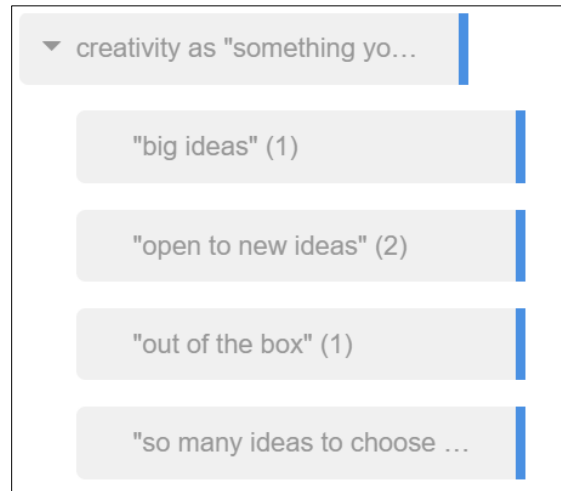 creativity as "something yo…
"big ideas" (1)
"open to new ideas" (2)
"out of the box" (1)
"so many ideas to choose …